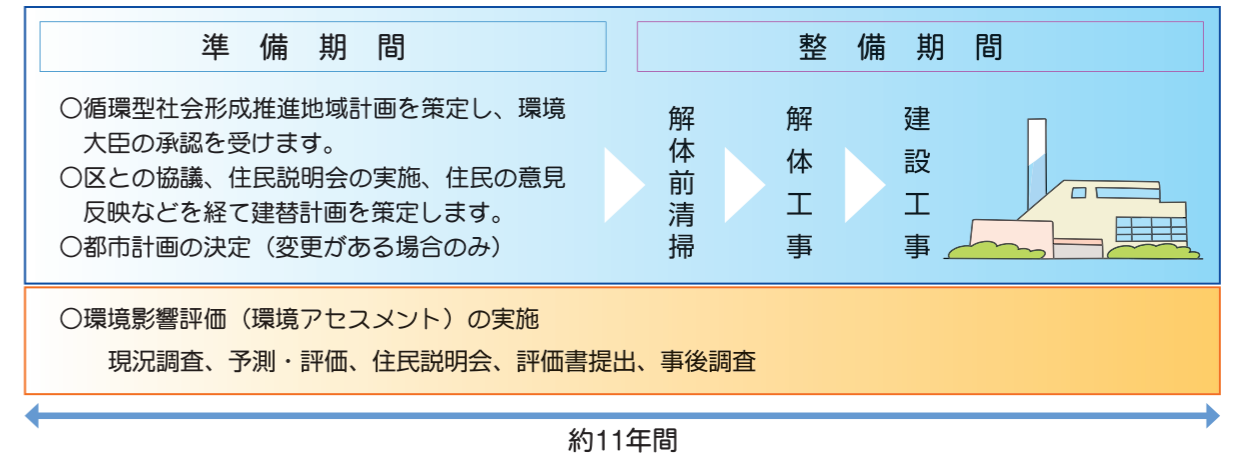 準備期間
○循環型社会形成推進地域計画を策定し、環境
大臣の承認を受けます。
○区との協議、住民説明会の実施、住民の意見
反映などを経て建替計画を策定します。
○都市計画の決定（変更がある場合のみ）
整備期間
解体前清掃
解体工事
建設工事
○環境影響評価（環境アセスメント）の実施
現況調査、予測・評価、住民説明会、評価書提出、事後調査
約11年間